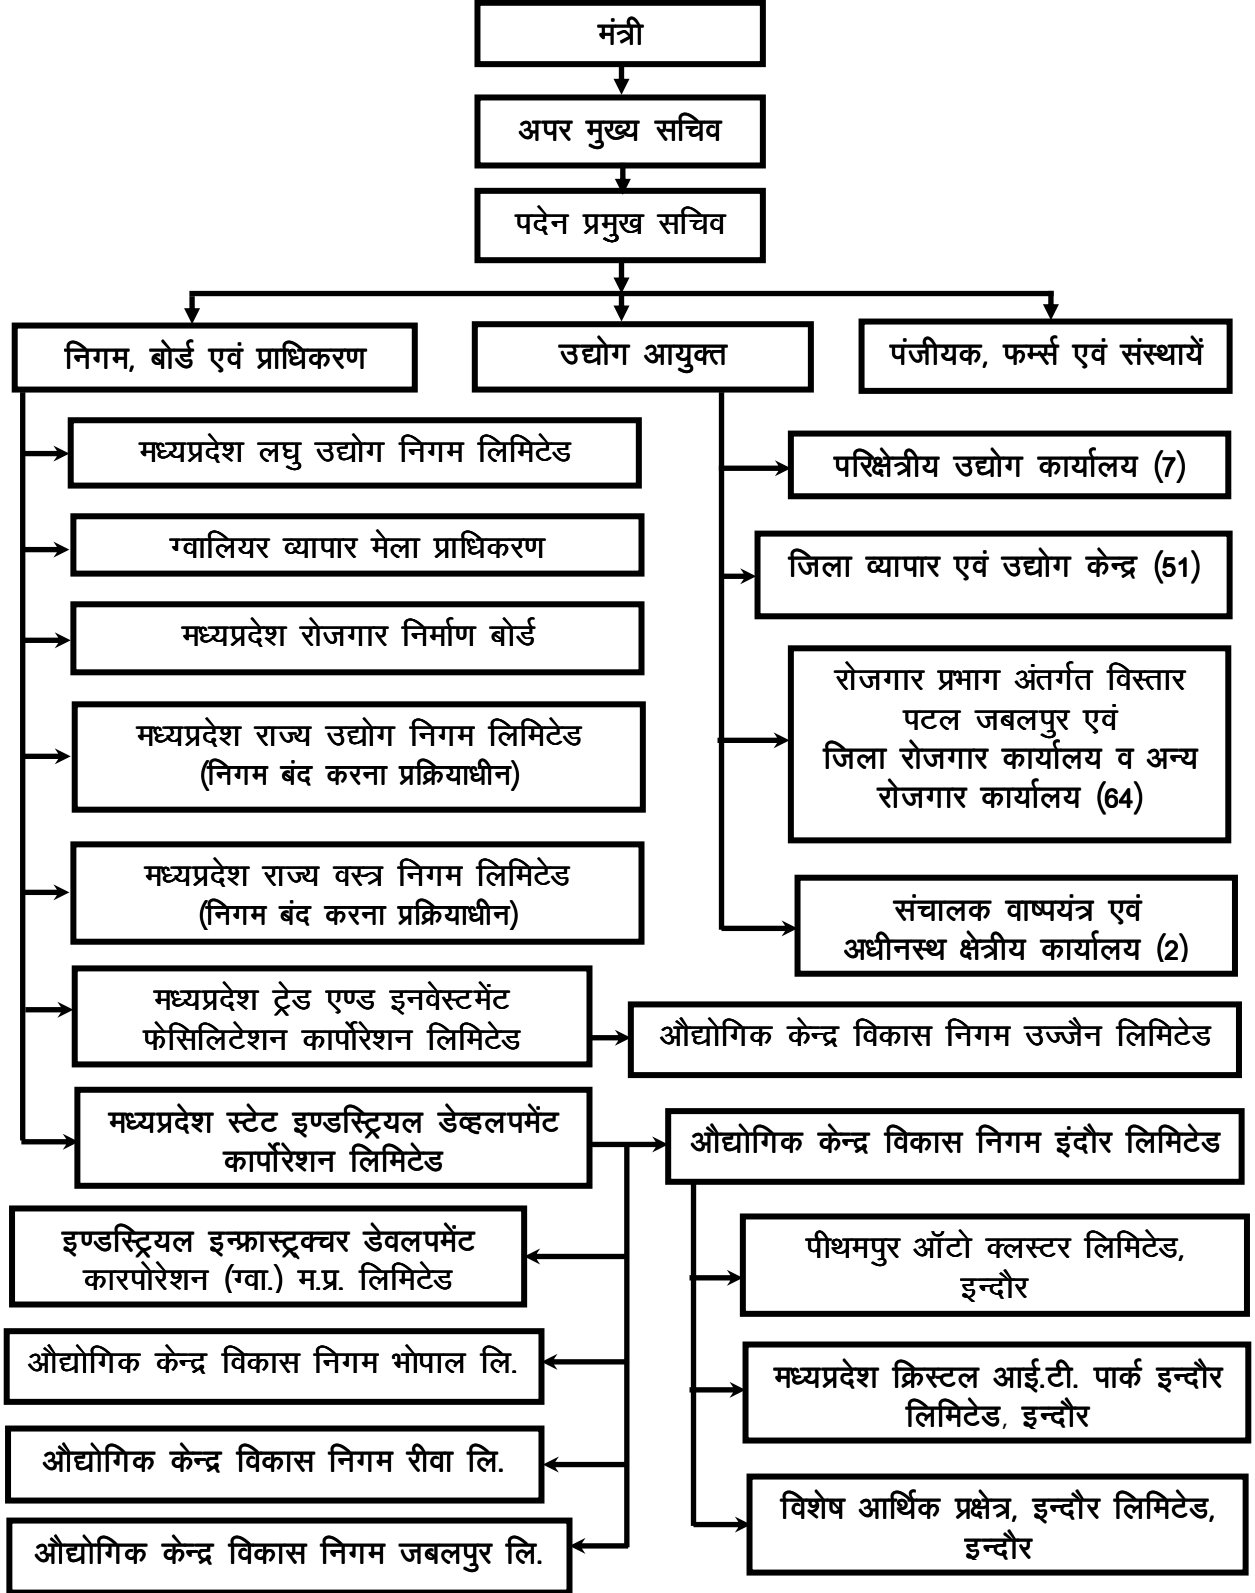 मंत्री
अपर मुख्य सचिव
पदेन प्रमुख सचिव
निगम, बोर्ड एवं प्राधिकरण
उद्योग आयुक्त
पंजीयक, फर्म्स एवं संस्थायें
मध्यप्रदेश लघु उद्योग निगम लिमिटेड
ग्वालियर व्यापार मेला प्राधिकरण
मध्यप्रदेश रोजगार निर्माण बोर्ड
मध्यप्रदेश राज्य उद्योग निगम लिमिटेड
(निगम बंद करना प्रक्रियाधीन)
मध्यप्रदेश राज्य वस्त्र निगम लिमिटेड
(निगम बंद करना प्रक्रियाधीन)
मध्यप्रदेश ट्रेड एण्ड इनवेस्टमेंट
फेसिलिटेशन कार्पोरेशन लिमिटेड
मध्यप्रदेश स्टेट इण्डस्ट्रियल डेव्हलपमेंट
कार्पोरेशन लिमिटेड
परिक्षेत्रीय उद्योग कार्यालय (7)
जिला व्यापार एवं उद्योग केन्द्र (51)
रोजगार प्रभाग अंतर्गत विस्तार
पटल जबलपुर एवं
जिला रोजगार कार्यालय व अन्य
रोजगार कार्यालय (64)
संचालक वाष्पयंत्र एवं
अधीनस्थ क्षेत्रीय कार्यालय (2)
औद्योगिक केन्द्र विकास निगम उज्जैन लिमिटेड
औद्योगिक केन्द्र विकास निगम इंदौर लिमिटेड
इण्डस्ट्रियल इन्फ्रास्ट्रक्चर डेवलपमेंट
कारपोरेशन (ग्वा.) म.प्र. लिमिटेड
औद्योगिक केन्द्र विकास निगम भोपाल लि.
औद्योगिक केन्द्र विकास निगम रीवा लि.
औद्योगिक केन्द्र विकास निगम जबलपुर लि.
पीथमपुर ऑटो क्लस्टर लिमिटेड,
इन्दौर
मध्यप्रदेश क्रिस्टल आई.टी. पार्क इन्दौर
लिमिटेड, इन्दौर
विशेष आर्थिक प्रक्षेत्र, इन्दौर लिमिटेड,
इन्दौर